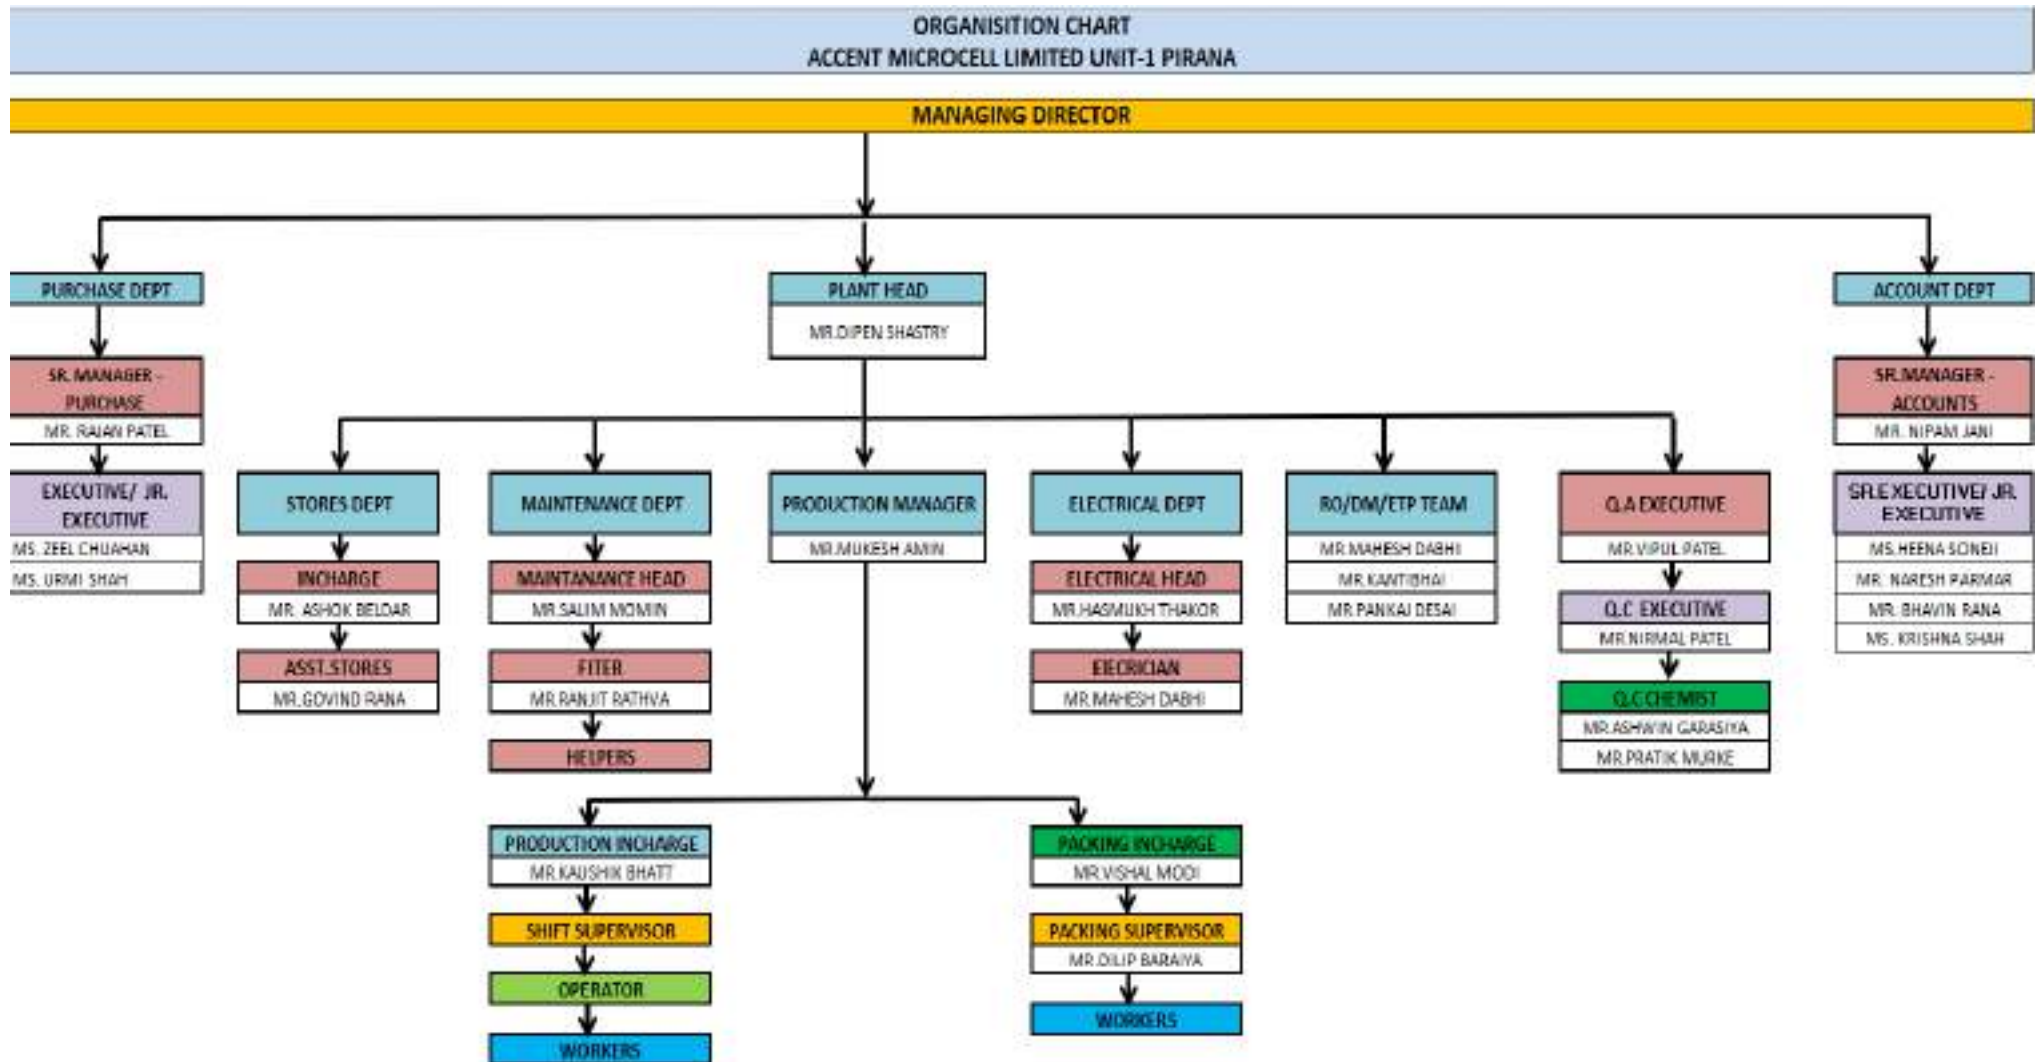 ORGANISITION CHART
ACCENT MICROCELL LIMITED UNIT-1 PIRANA
MANAGING DIRECTOR
PURCHASE DEPT
PLANT HEAD
MR.DIPEN SHASTRY
ACCOUNT DEPT
SR. MANAGER -
PURCHASE
MR. RAJAN PATEL
SR.MANAGER -
ACCOUNTS
MR. NIPAM JANI
EXECUTIVE/ JR.
EXECUTIVE
MS. ZEEL CHUAHAN
MS. URMI SHAH
STORES DEPT
INCHARGE
MR. ASHOK BELDAR
ASST.STORES
MR.GOVIND RANA
MAINTENANCE DEPT
MAINTANANCE HEAD
MR.SALIM MOMIN
FITER
MR.RANJIT RATHVA
HELPERS
PRODUCTION MANAGER
MR.MUKESH AMIN
ELECTRICAL DEPT
ELECTRICAL HEAD
MR.HASMUKH THAKOR
ElECRICIAN
MR.MAHESH DABHI
RO/DM/ETP TEAM
MR.MAHESH DABHI
MR.KANTIBHAI
MR.PANKAJ DESAI
Q.A EXECUTIVE
MR.VIPUL PATEL
Q.C EXECUTIVE
MR.NIRMAL PATEL
Q.C CHEMIST
MR.ASHWIN GARASIYA
MR.PRATIK MURKE
SR.EXECUTIVE/ JR.
EXECUTIVE
MS.HEENA SONEJI
MR. NARESH PARMAR
MR. BHAVIN RANA
MS. KRISHNA SHAH
PRODUCTION INCHARGE
MR.KAUSHIK BHATT
SHIFT SUPERVISOR
OPERATOR
WORKERS
PACKING INCHARGE
MR.VISHAL MODI
PACKING SUPERVISOR
MR.DILIP BARAIYA
WORKERS